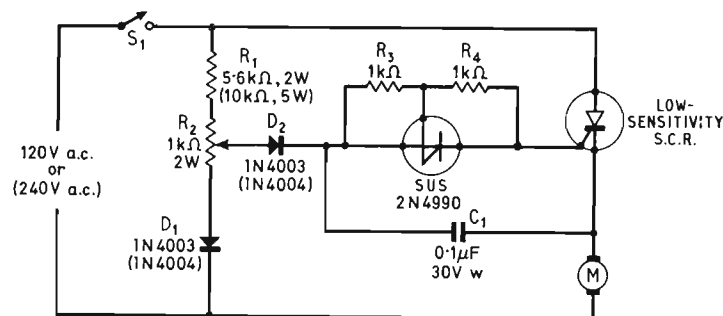 S1
R1
5·6kΩ, 2W
(10kΩ, 5W)
R2
1kΩ
2W
D2
1N4003
(1N4004)
R3
1kΩ
R4
1kΩ
LOW-
SENSITIVITY
S.C.R.
120V a.c.
or
(240V a.c.)
SUS
2N4990
D1
1N4003
(1N4004)
C1
0·1μF
30V w
M